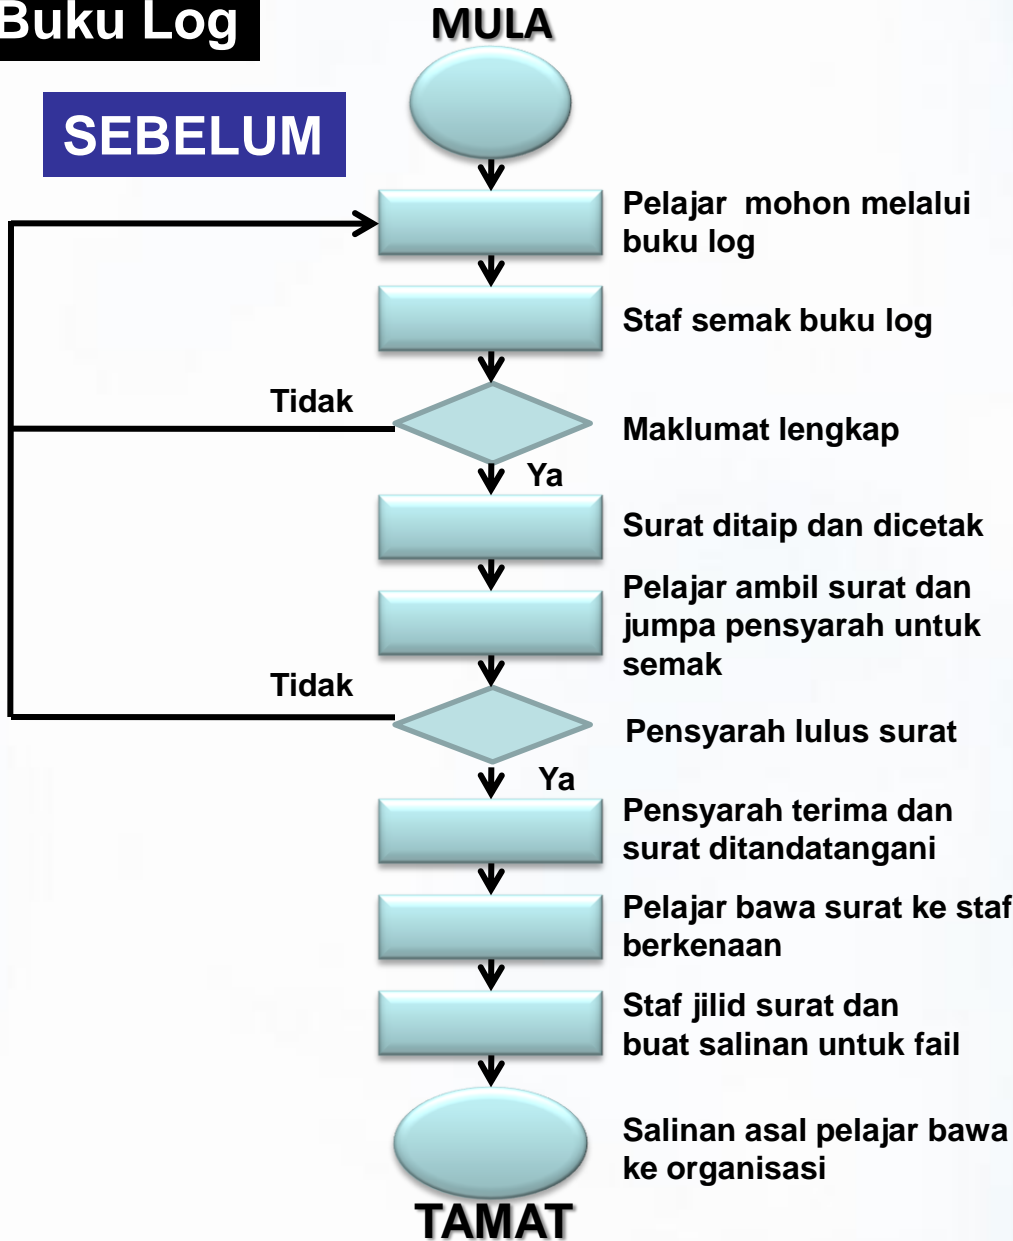 Buku Log
MULA
SEBELUM
Pelajar mohon melalui
buku log
Staf semak buku log
Tidak
Maklumat lengkap
Ya
Surat ditaip dan dicetak
Pelajar ambil surat dan
jumpa pensyarah untuk
semak
Tidak
Pensyarah lulus surat
Ya
Pensyarah terima dan
surat ditandatangani
Pelajar bawa surat ke staf
berkenaan
Staf jilid surat dan
buat salinan untuk fail
Salinan asal pelajar bawa
ke organisasi
TAMAT